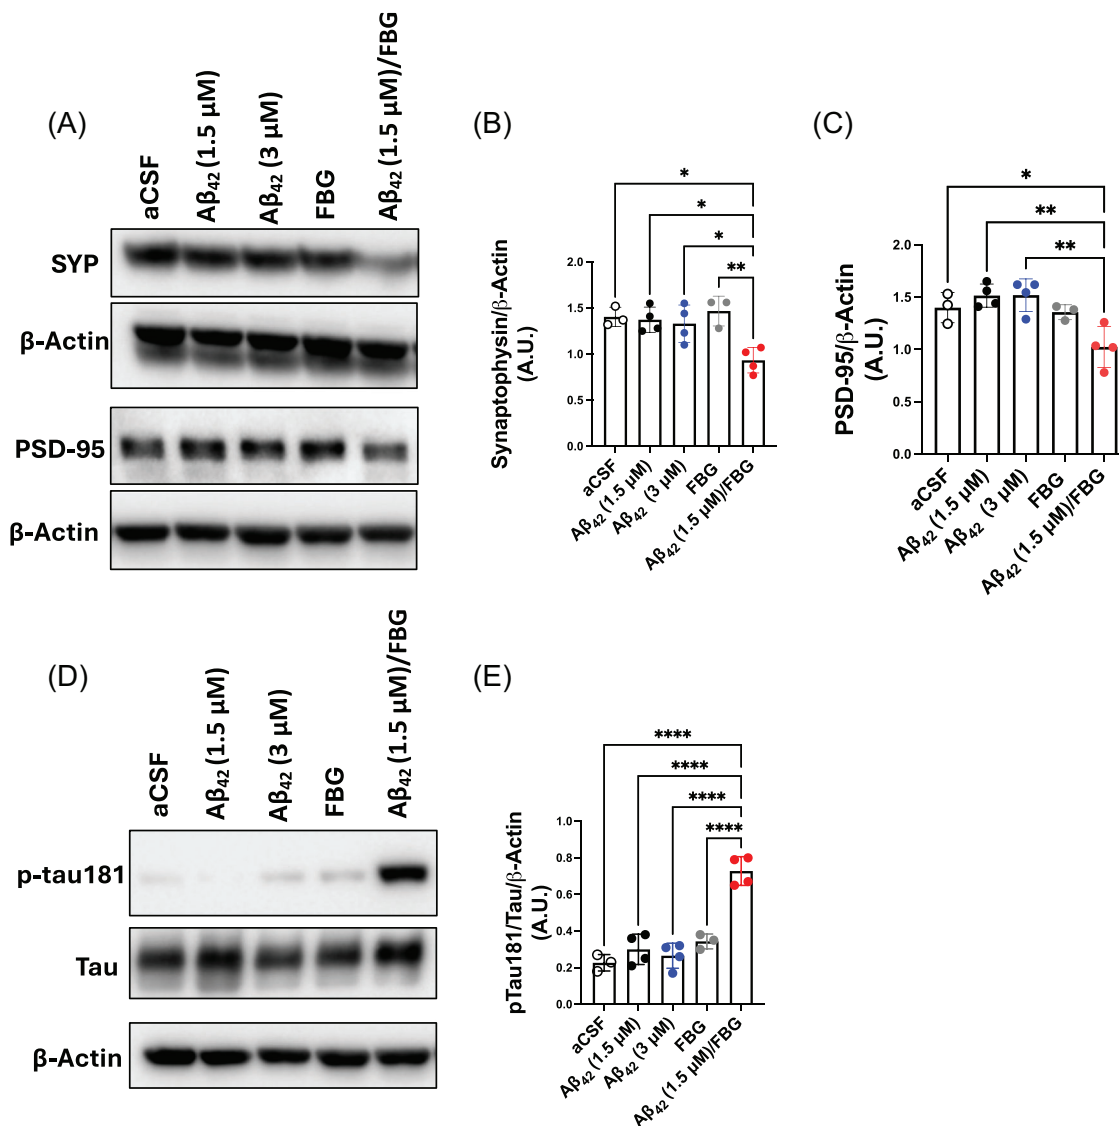 (A)
aCSF
Aβ₄₂ (1.5 µM)
Aβ₄₂ (3 µM)
FBG
Aβ₄₂ (1.5 µM)/FBG
SYP
β-Actin
PSD-95
β-Actin
(B)
*
*
*
**
Synaptophysin/β-Actin
(A.U.)
2.0
1.5
1.0
0.5
0.0
aCSF
Aβ₄₂ (1.5 µM)
Aβ₄₂ (3 µM)
FBG
Aβ₄₂ (1.5 µM)/FBG
(C)
*
**
**
PSD-95/β-Actin
(A.U.)
2.0
1.5
1.0
0.5
0.0
aCSF
Aβ₄₂ (1.5 µM)
Aβ₄₂ (3 µM)
FBG
Aβ₄₂ (1.5 µM)/FBG
(D)
aCSF
Aβ₄₂ (1.5 µM)
Aβ₄₂ (3 µM)
FBG
Aβ₄₂ (1.5 µM)/FBG
p-tau181
Tau
β-Actin
(E)
****
****
****
****
pTau181/Tau/β-Actin
(A.U.)
1.0
0.8
0.6
0.4
0.2
0.0
aCSF
Aβ₄₂ (1.5 µM)
Aβ₄₂ (3 µM)
FBG
Aβ₄₂ (1.5 µM)/FBG